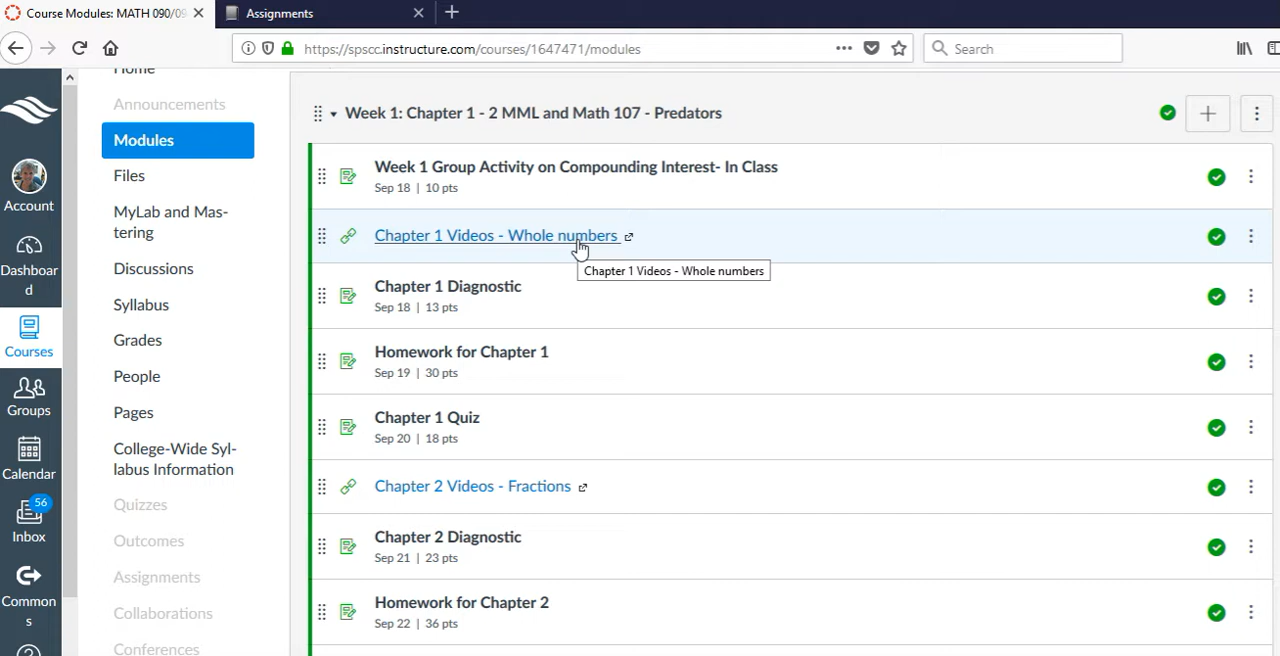 Course Modules: MATH 090/09
Assignments
https://spscc.instructure.com/courses/1647471/modules
Search
Account
Dashboar
d
Courses
Groups
Calendar
56
Inbox
Common
s
Home
Announcements
Modules
Files
MyLab and Mas-
tering
Discussions
Syllabus
Grades
People
Pages
College-Wide Syl-
labus Information
Quizzes
Outcomes
Assignments
Collaborations
Conferences
Week 1: Chapter 1 - 2 MML and Math 107 - Predators
Week 1 Group Activity on Compounding Interest- In Class
Sep 18 | 10 pts
Chapter 1 Videos - Whole numbers
Chapter 1 Videos - Whole numbers
Chapter 1 Diagnostic
Sep 18 | 13 pts
Homework for Chapter 1
Sep 19 | 30 pts
Chapter 1 Quiz
Sep 20 | 18 pts
Chapter 2 Videos - Fractions
Chapter 2 Diagnostic
Sep 21 | 23 pts
Homework for Chapter 2
Sep 22 | 36 pts